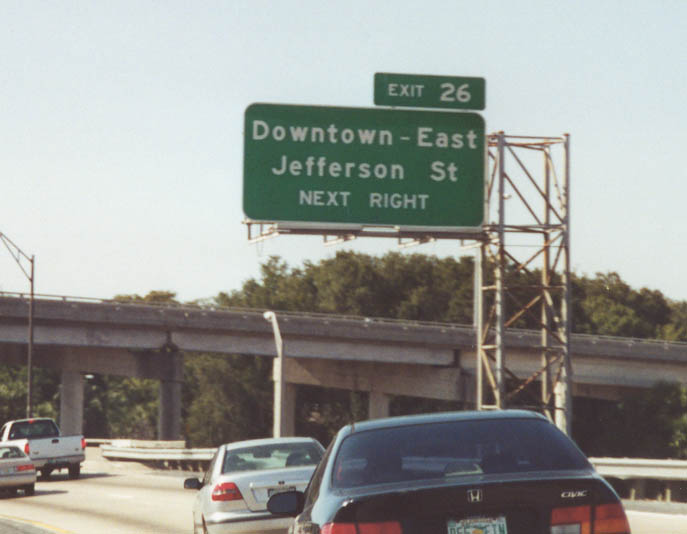 EXIT 26
Downtown - East
Jefferson St
NEXT RIGHT
CIVIC